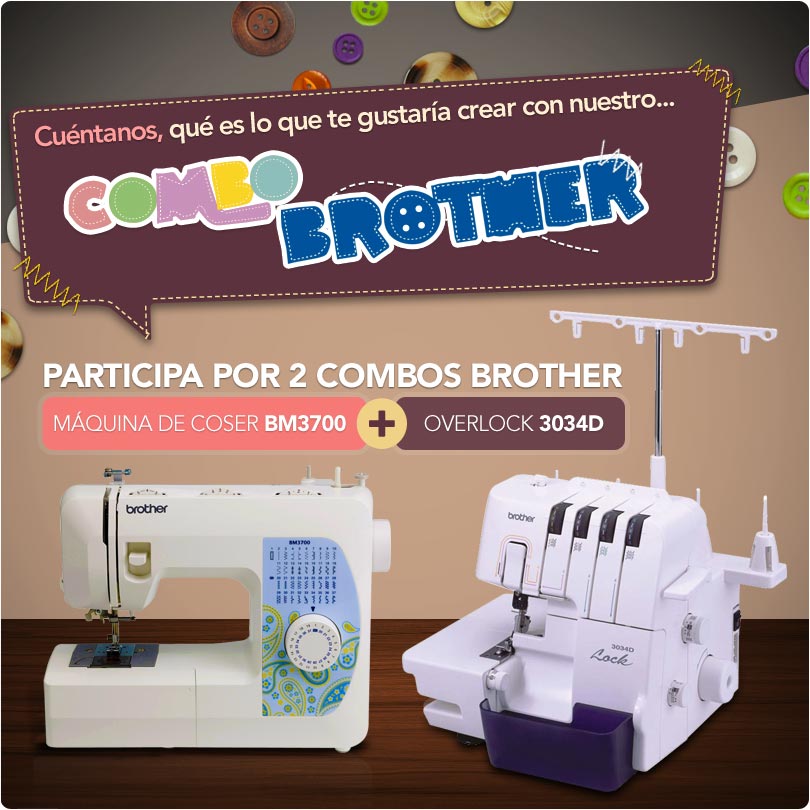 Cuéntanos, qué es lo que te gustaría crear con nuestro...
COMBO
BROTHER
PARTICIPA POR 2 COMBOS BROTHER
MÁQUINA DE COSER BM3700 + OVERLOCK 3034D
brother
BM3700
brother
3034D
Lock